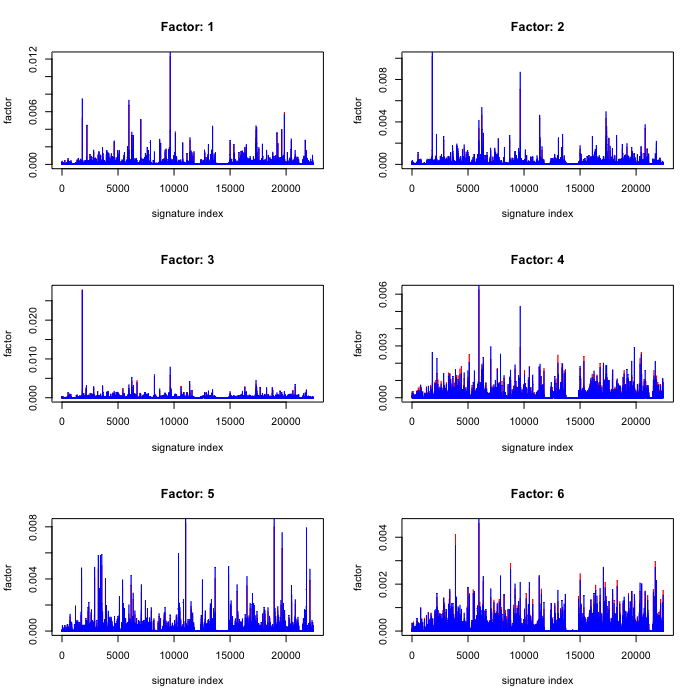 Factor: 1
factor
0.000
0.006
0.012
0 5000 10000 15000 20000
signature index
Factor: 2
factor
0.000
0.004
0.008
0 5000 10000 15000 20000
signature index
Factor: 3
factor
0.000
0.010
0.020
0 5000 10000 15000 20000
signature index
Factor: 4
factor
0.000
0.003
0.006
0 5000 10000 15000 20000
signature index
Factor: 5
factor
0.000
0.004
0.008
0 5000 10000 15000 20000
signature index
Factor: 6
factor
0.000
0.002
0.004
0 5000 10000 15000 20000
signature index